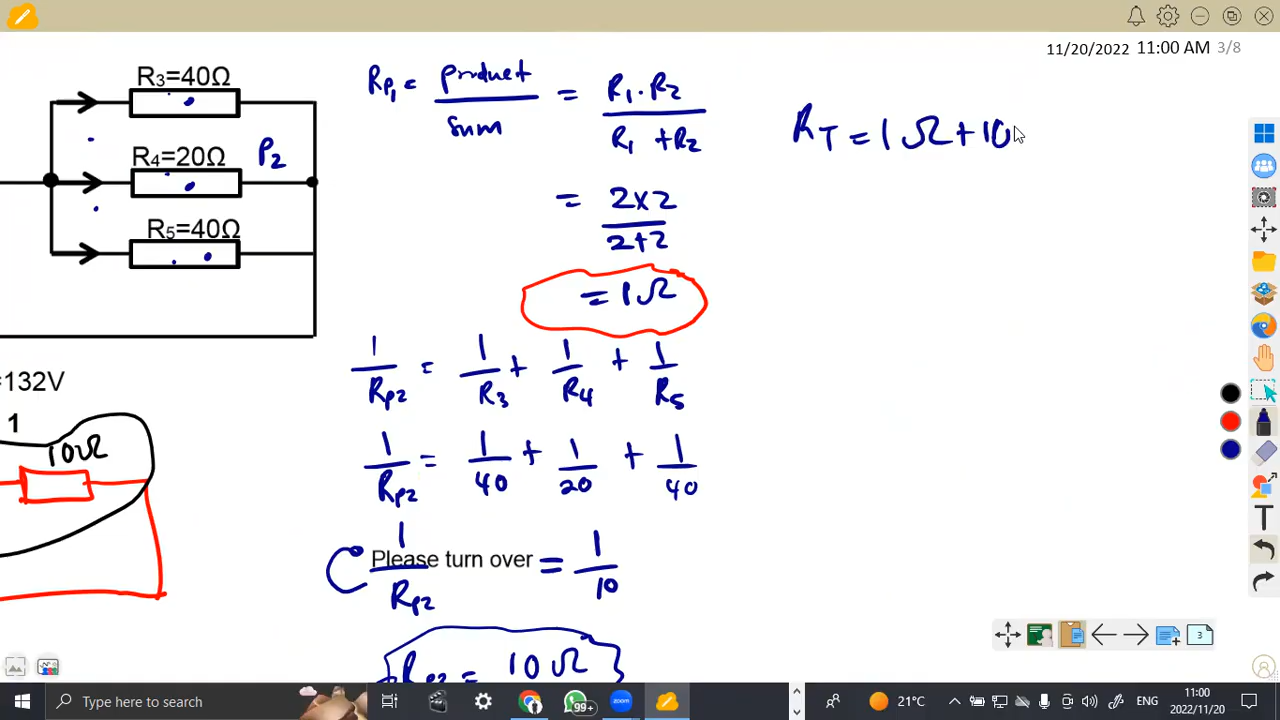 11/20/2022 11:00 AM 3/8
R3=40Ω
R4=20Ω
P2
R5=40Ω
=132V
1
10Ω
Rp1 = product / sum = R1 . R2 / R1 + R2
= 2x2 / 2+2
= 1Ω
1/Rp2 = 1/R3 + 1/R4 + 1/R5
1/Rp2 = 1/40 + 1/20 + 1/40
Please turn over
1/Rp2 = 1/10
Rp2 = 10Ω
RT = 1Ω + 10
T
3
Type here to search
99+
zoom
21°C
ENG
11:00
2022/11/20